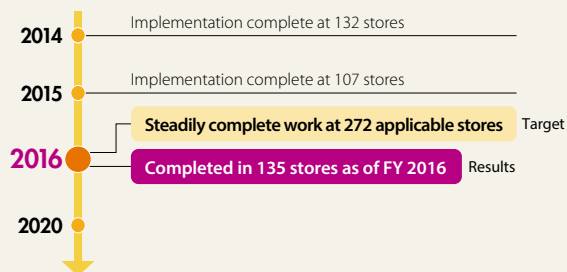 Implementation complete at 132 stores
2014
Implementation complete at 107 stores
2015
Steadily complete work at 272 applicable stores Target
2016
Completed in 135 stores as of FY 2016 Results
2020